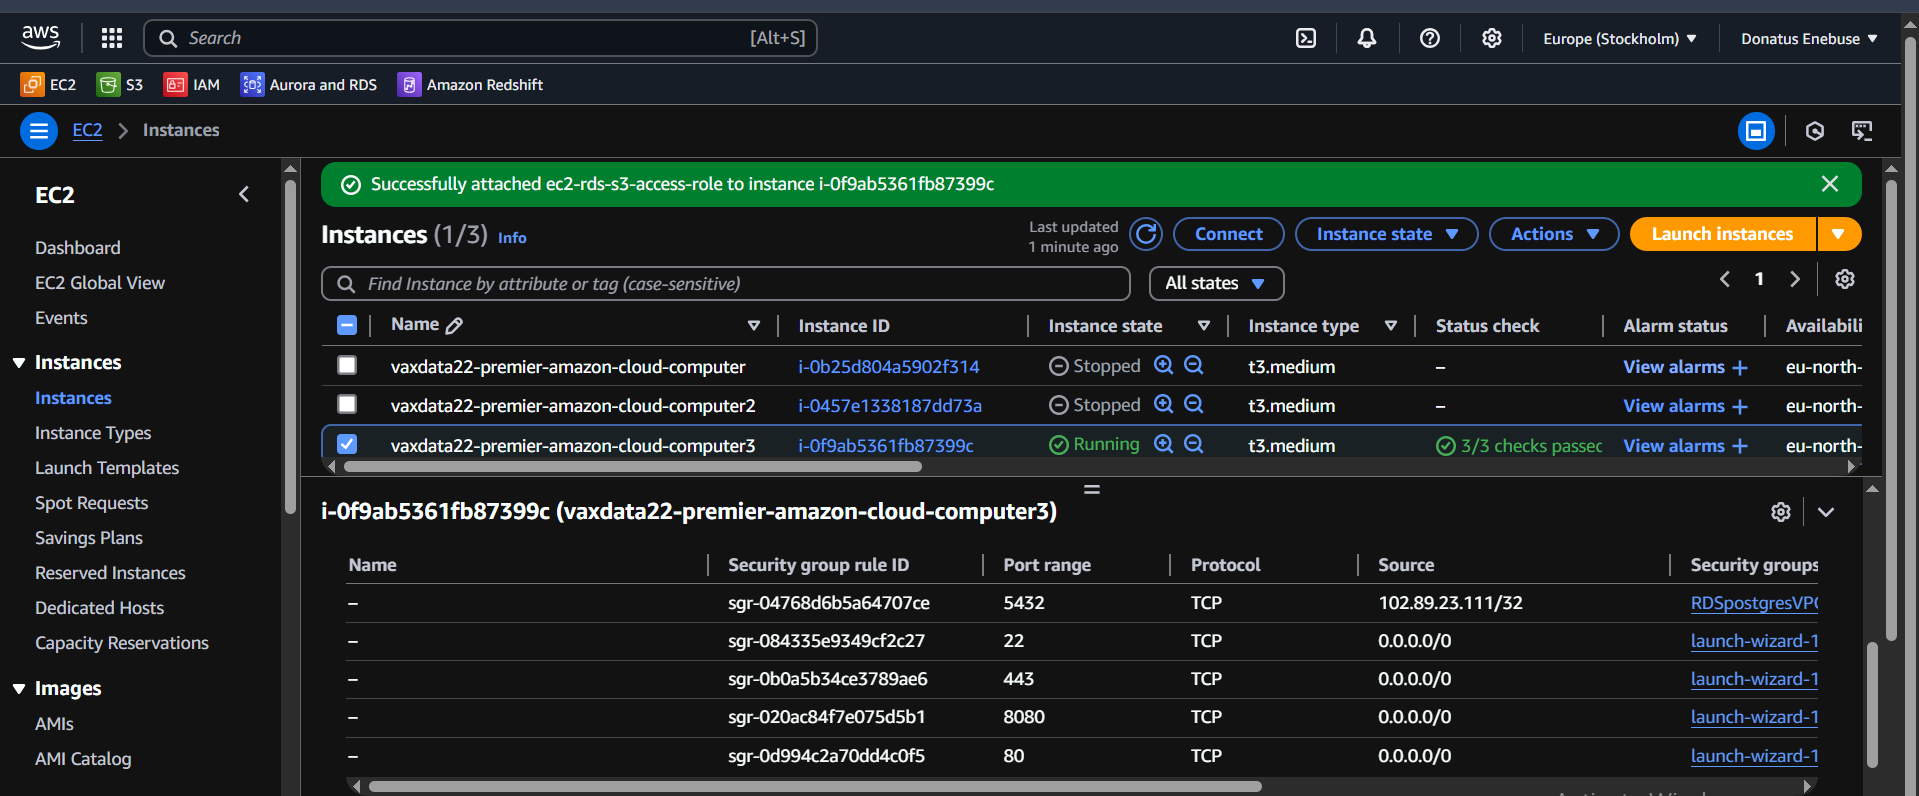 aws Search [Alt+S] Europe (Stockholm) Donatus Enebuse
EC2 S3 IAM Aurora and RDS Amazon Redshift
EC2 Instances
EC2
Dashboard
EC2 Global View
Events
Instances
Instances
Instance Types
Launch Templates
Spot Requests
Savings Plans
Reserved Instances
Dedicated Hosts
Capacity Reservations
Images
AMIs
AMI Catalog
Successfully attached ec2-rds-s3-access-role to instance i-0f9ab5361fb87399c
Instances (1/3) Info
Last updated
1 minute ago
Connect Instance state Actions Launch instances
Find Instance by attribute or tag (case-sensitive) All states 1
Name Instance ID Instance state Instance type Status check Alarm status Availabili
vaxdata22-premier-amazon-cloud-computer i-0b25d804a5902f314 Stopped t3.medium – View alarms + eu-north-
vaxdata22-premier-amazon-cloud-computer2 i-0457e1338187dd73a Stopped t3.medium – View alarms + eu-north-
vaxdata22-premier-amazon-cloud-computer3 i-0f9ab5361fb87399c Running t3.medium 3/3 checks passec View alarms + eu-north-
i-0f9ab5361fb87399c (vaxdata22-premier-amazon-cloud-computer3)
Name Security group rule ID Port range Protocol Source Security groups
– sgr-04768d6b5a64707ce 5432 TCP 102.89.23.111/32 RDSpostgresVPC
– sgr-084335e9349cf2c27 22 TCP 0.0.0.0/0 launch-wizard-1
– sgr-0b0a5b34ce3789ae6 443 TCP 0.0.0.0/0 launch-wizard-1
– sgr-020ac84f7e075d5b1 8080 TCP 0.0.0.0/0 launch-wizard-1
– sgr-0d994c2a70dd4c0f5 80 TCP 0.0.0.0/0 launch-wizard-1